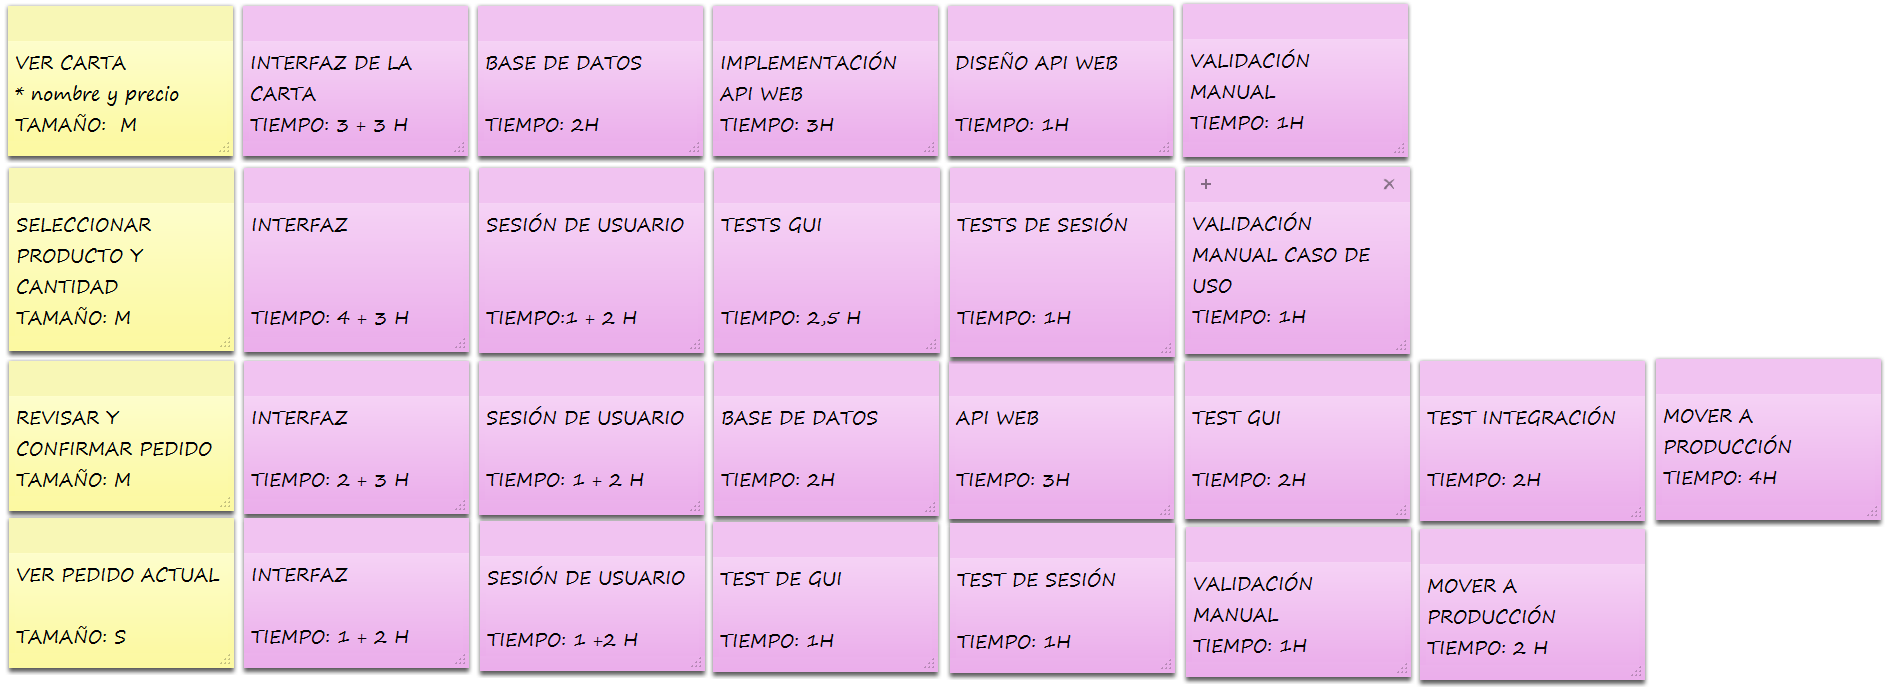 VER CARTA
* nombre y precio
TAMAÑO: M
INTERFAZ DE LA
CARTA
TIEMPO: 3 + 3 H
BASE DE DATOS
TIEMPO: 2H
IMPLEMENTACIÓN
API WEB
TIEMPO: 3H
DISEÑO API WEB
TIEMPO: 1H
VALIDACIÓN
MANUAL
TIEMPO: 1H
SELECCIONAR
PRODUCTO Y
CANTIDAD
TAMAÑO: M
INTERFAZ
TIEMPO: 4 + 3 H
SESIÓN DE USUARIO
TIEMPO:1 + 2 H
TESTS GUI
TIEMPO: 2,5 H
TESTS DE SESIÓN
TIEMPO: 1H
VALIDACIÓN
MANUAL CASO DE
USO
TIEMPO: 1H
REVISAR Y
CONFIRMAR PEDIDO
TAMAÑO: M
INTERFAZ
TIEMPO: 2 + 3 H
SESIÓN DE USUARIO
TIEMPO: 1 + 2 H
BASE DE DATOS
TIEMPO: 2H
API WEB
TIEMPO: 3H
TEST GUI
TIEMPO: 2H
TEST INTEGRACIÓN
TIEMPO: 2H
MOVER A
PRODUCCIÓN
TIEMPO: 4H
VER PEDIDO ACTUAL
TAMAÑO: S
INTERFAZ
TIEMPO: 1 + 2 H
SESIÓN DE USUARIO
TIEMPO: 1 +2 H
TEST DE GUI
TIEMPO: 1H
TEST DE SESIÓN
TIEMPO: 1H
VALIDACIÓN
MANUAL
TIEMPO: 1H
MOVER A
PRODUCCIÓN
TIEMPO: 2 H